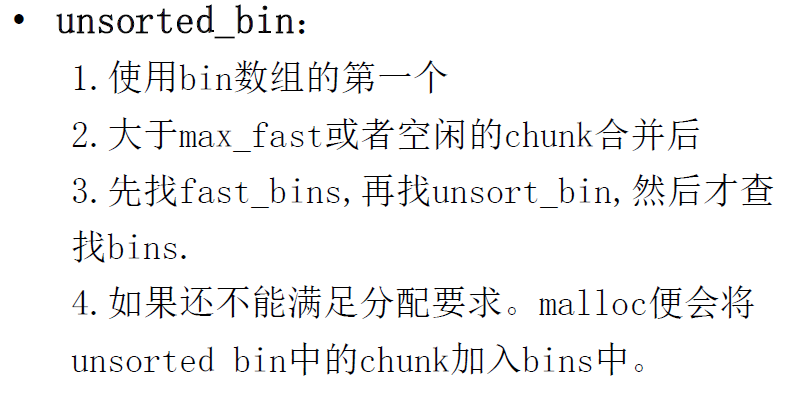 • unsorted_bin：
1.使用bin数组的第一个
2.大于max_fast或者空闲的chunk合并后
3.先找fast_bins,再找unsort_bin,然后才查
找bins.
4.如果还不能满足分配要求。malloc便会将
unsorted bin中的chunk加入bins中。